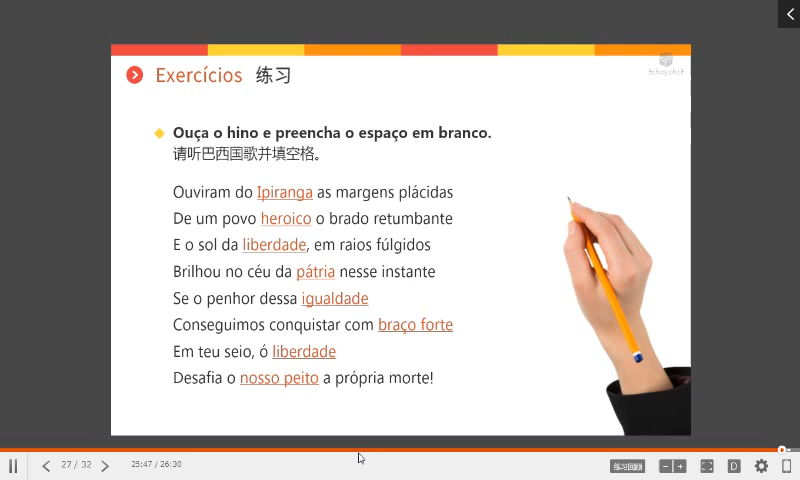 Exercícios 练习
Ouça o hino e preencha o espaço em branco.
请听巴西国歌并填空格。
Ouviram do Ipiranga as margens plácidas
De um povo heroico o brado retumbante
E o sol da liberdade, em raios fúlgidos
Brilhou no céu da pátria nesse instante
Se o penhor dessa igualdade
Conseguimos conquistar com braço forte
Em teu seio, ó liberdade
Desafia o nosso peito a própria morte!
27 / 32
25:47 / 26:30
练习回顾
D